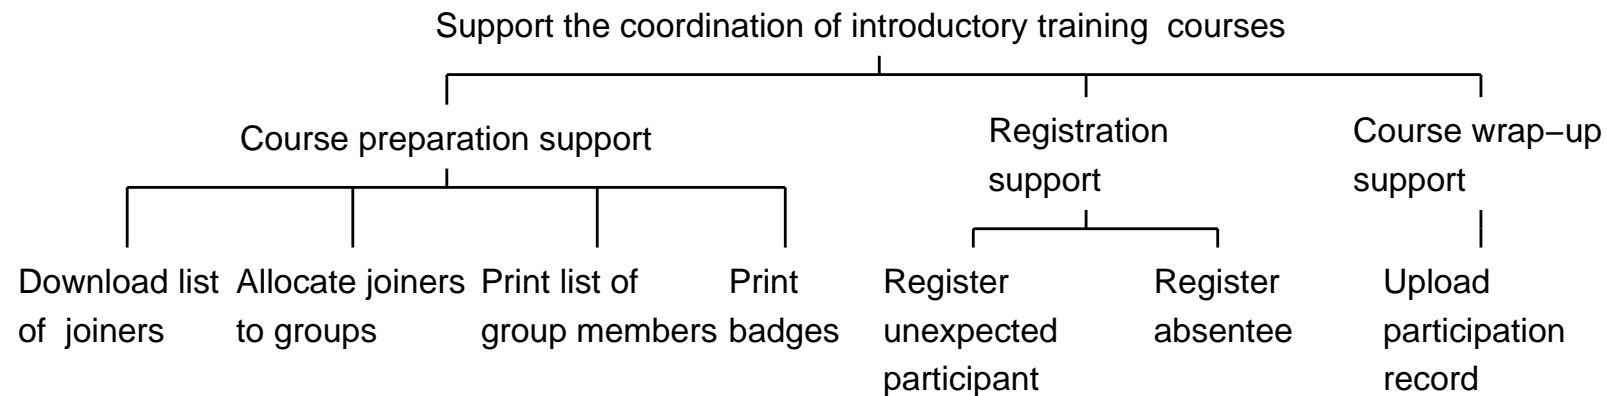 Support the coordination of introductory training courses
Course preparation support
Registration
support
Course wrap−up
support
Download list
of joiners
Allocate joiners
to groups
Print list of
group members
Print
badges
Register
unexpected
participant
Register
absentee
Upload
participation
record